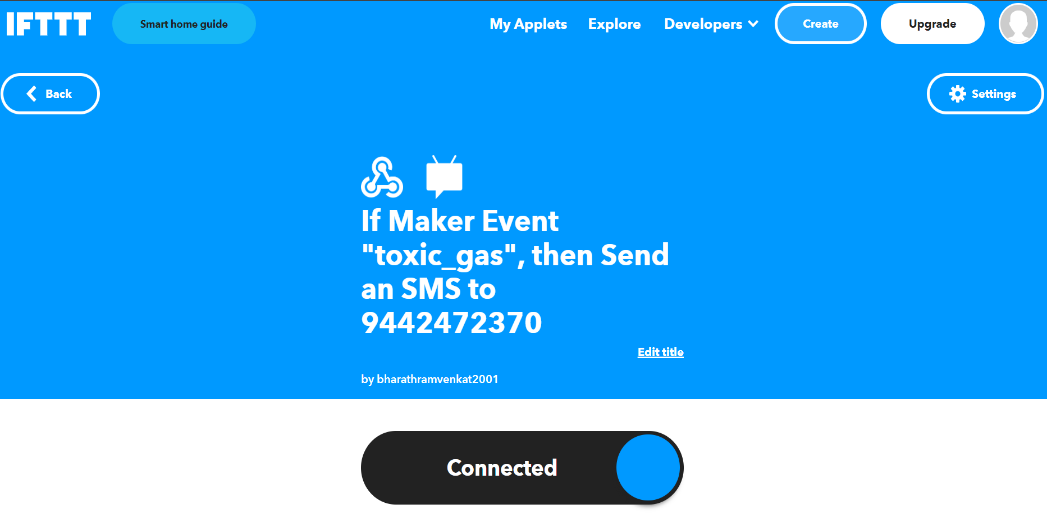 IFTTT
Smart home guide
My Applets
Explore
Developers
Create
Upgrade
Back
Settings
If Maker Event
"toxic_gas", then Send
an SMS to
9442472370
Edit title
by bharathramvenkat2001
Connected